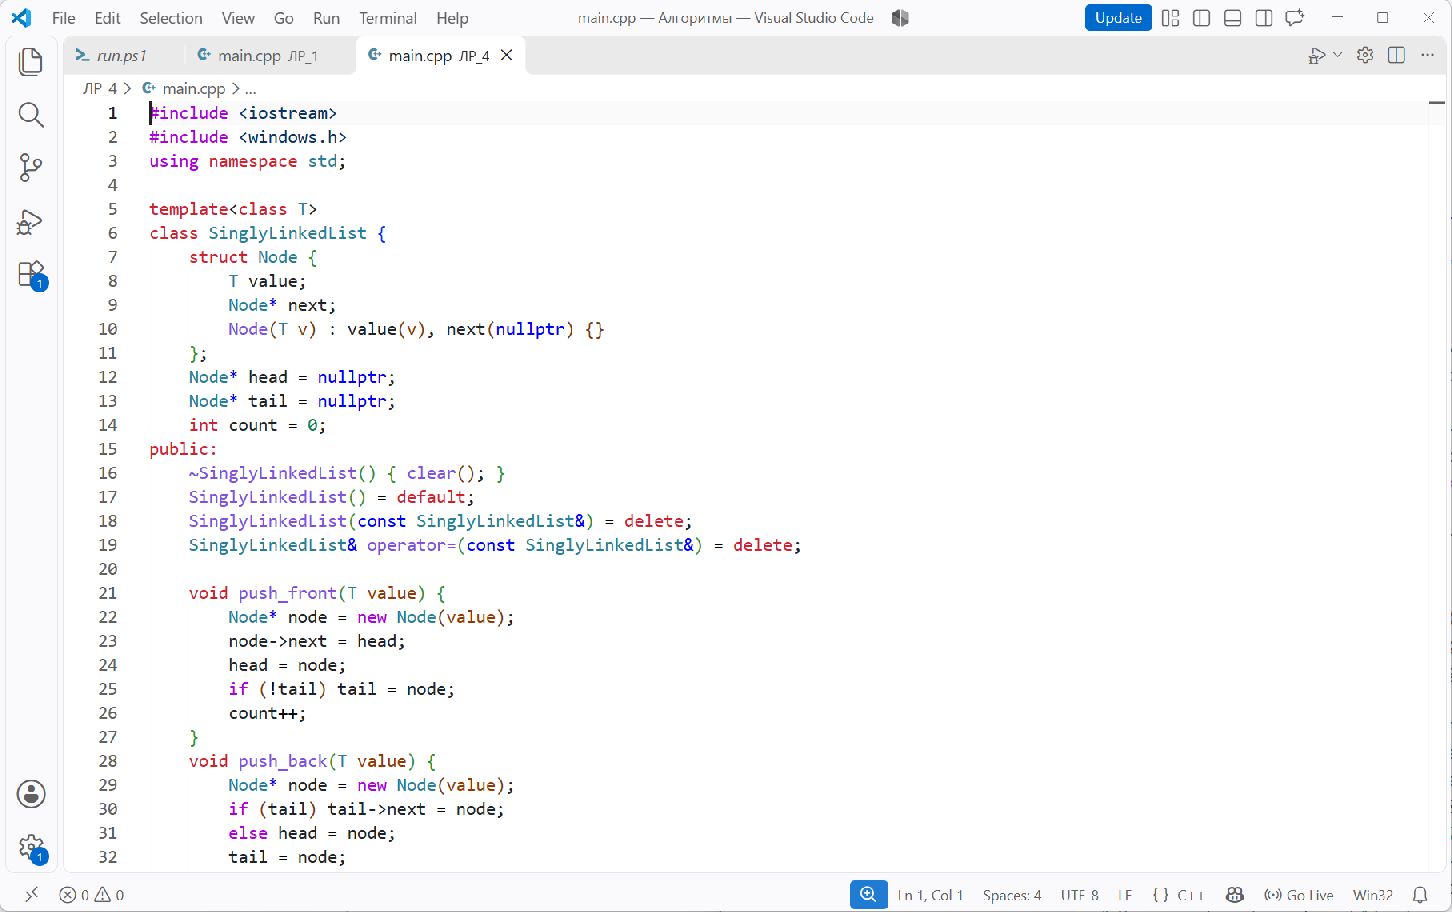 File Edit Selection View Go Run Terminal Help main.cpp — Алгоритмы — Visual Studio Code Update
run.ps1 main.cpp ЛР_1 main.cpp ЛР_4
ЛР_4 > main.cpp > ...
1 #include <iostream>
2 #include <windows.h>
3 using namespace std;
4
5 template<class T>
6 class SinglyLinkedList {
7 struct Node {
8 T value;
9 Node* next;
10 Node(T v) : value(v), next(nullptr) {}
11 };
12 Node* head = nullptr;
13 Node* tail = nullptr;
14 int count = 0;
15 public:
16 ~SinglyLinkedList() { clear(); }
17 SinglyLinkedList() = default;
18 SinglyLinkedList(const SinglyLinkedList&) = delete;
19 SinglyLinkedList& operator=(const SinglyLinkedList&) = delete;
20
21 void push_front(T value) {
22 Node* node = new Node(value);
23 node->next = head;
24 head = node;
25 if (!tail) tail = node;
26 count++;
27 }
28 void push_back(T value) {
29 Node* node = new Node(value);
30 if (tail) tail->next = node;
31 else head = node;
32 tail = node;
1
1
0 0 Ln 1, Col 1 Spaces: 4 UTF-8 LF {} C++ Go Live Win32